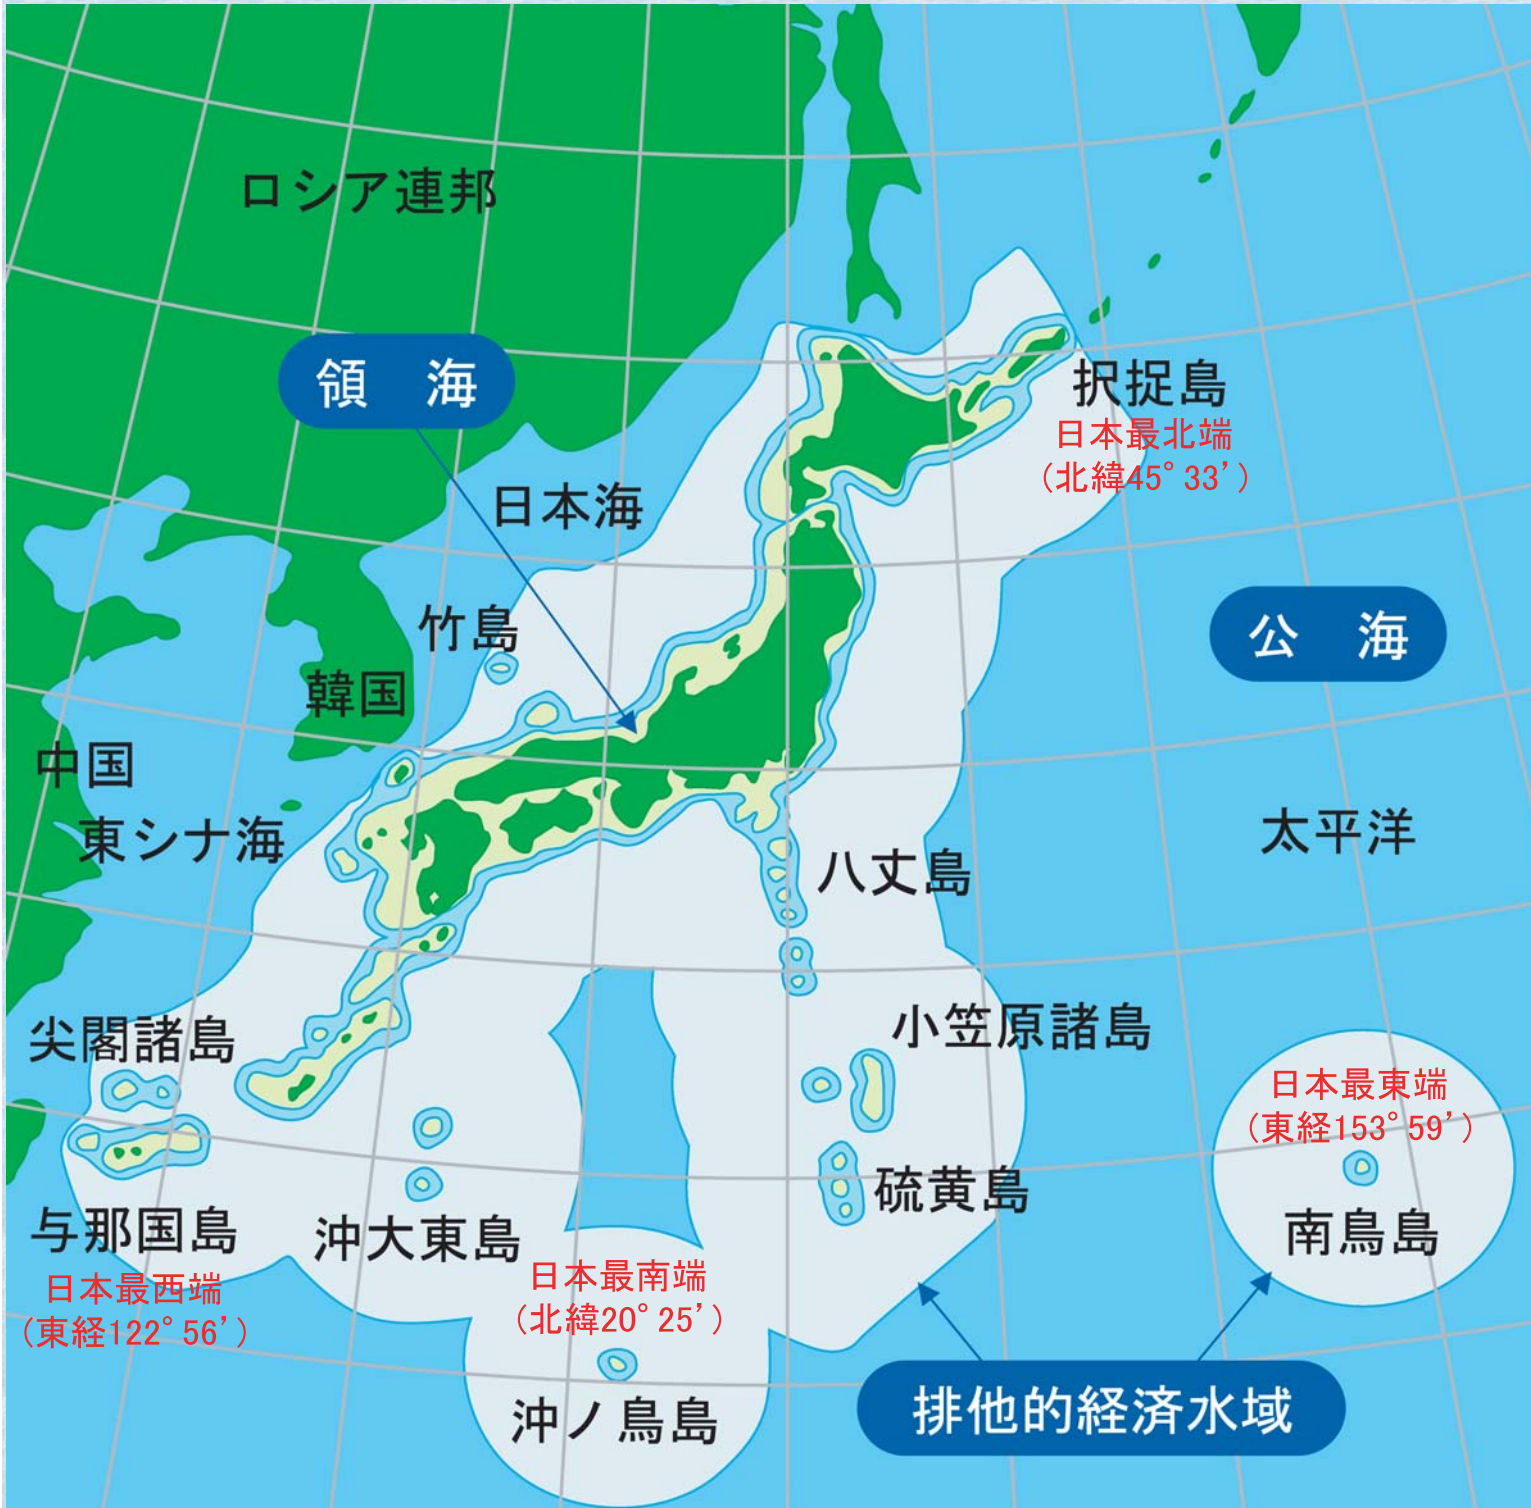 ロシア連邦
領　海
択捉島
日本最北端
（北緯45°33’）
日本海
竹島
公　海
韓国
中国
東シナ海
太平洋
八丈島
尖閣諸島
小笠原諸島
日本最東端
（東経153°59’）
硫黄島
南鳥島
与那国島
沖大東島
日本最西端
（東経122°56’）
日本最南端
（北緯20°25’）
沖ノ鳥島
排他的経済水域